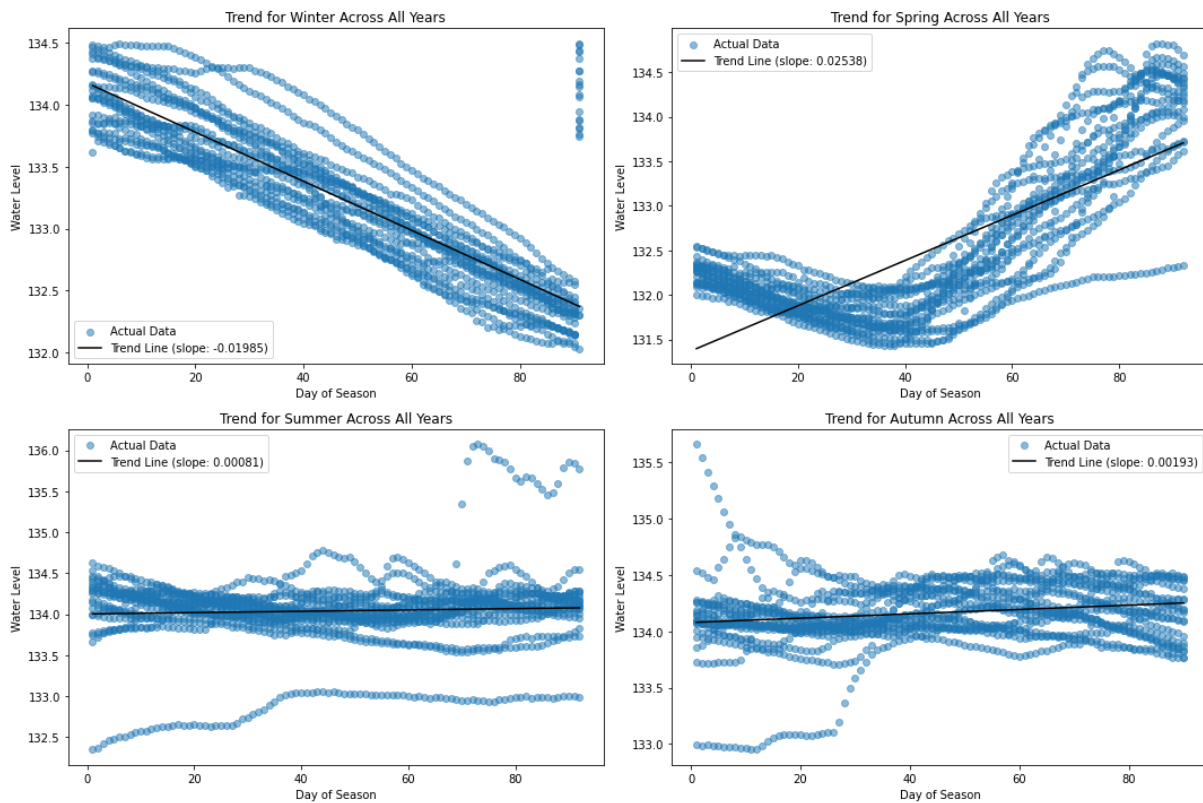 Trend for Winter Across All Years
134.5
134.0
133.5
133.0
132.5
132.0
Water Level
Actual Data
Trend Line (slope: -0.01985)
0
20
40
60
80
Day of Season
Trend for Spring Across All Years
Actual Data
Trend Line (slope: 0.02538)
134.5
134.0
133.5
133.0
132.5
132.0
131.5
Water Level
0
20
40
60
80
Day of Season
Trend for Summer Across All Years
Actual Data
Trend Line (slope: 0.00081)
136.0
135.5
135.0
134.5
134.0
133.5
133.0
132.5
Water Level
0
20
40
60
80
Day of Season
Trend for Autumn Across All Years
Actual Data
Trend Line (slope: 0.00193)
135.5
135.0
134.5
134.0
133.5
133.0
Water Level
0
20
40
60
80
Day of Season